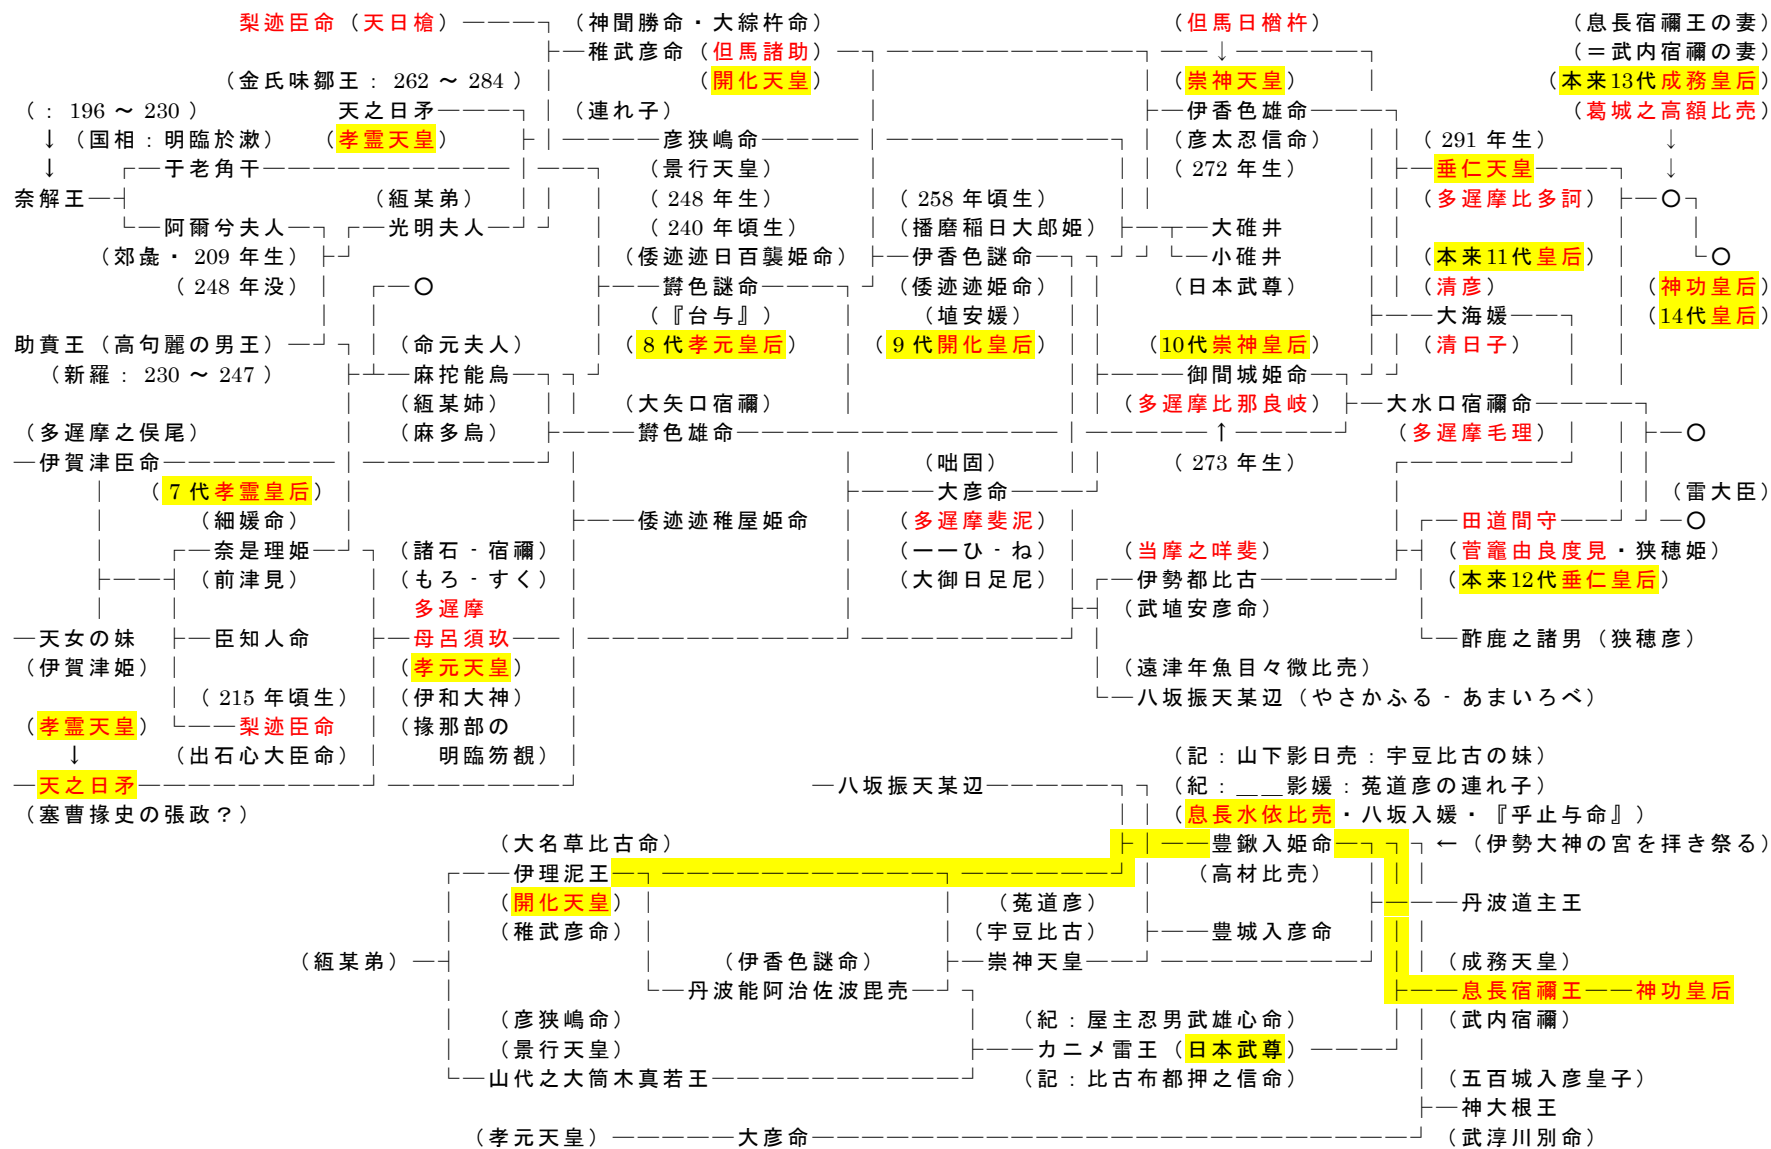 梨迹臣命（天日槍）———┐（神聞勝命・大綜杵命）（但馬日楢杵）（息長宿禰王の妻）
├—稚武彦命（但馬諸助）—┐———————————┐——↓——————┐（＝武内宿禰の妻）
（金氏味鄒王：262～284）（開化天皇）（崇神天皇）（本来13代成務皇后）
（：196～230）天之日矛———┐（連れ子）├—伊香色雄命———┐（葛城之高額比売）
↓（国相：明臨於漱）（孝霊天皇）├—————彦狭嶋命————————————┐（彦太忍信命）（291年生）↓
↓┌—于老角干——————————————┐（景行天皇）（272年生）├—垂仁天皇———┐↓
奈解王—┤（絚某弟）（248年生）（258年頃生）（多遅摩比多訶）├—〇┐
└—阿爾兮夫人—┐┌—光明夫人—┘┘（240年頃生）（播磨稲日大郎姫）├—┬—大碓井
（郊彘・209年生）├┘（倭迹迹日百襲姫命）├—伊香色謎命—┐┐┘└—小碓井（本来11代皇后）└〇
（248年没）┌—〇├——欝色謎命———┐┘（倭迹迹姫命）（日本武尊）（清彦）（神功皇后）
（『台与』）（埴安媛）├——大海媛——┐（14代皇后）
助賁王（高句麗の男王）—┘┐（命元夫人）（8代孝元皇后）（9代開化皇后）（10代崇神皇后）（清日子）
（新羅：230～247）├┴—麻挖能烏—┐┐┘├———御間城姫命—┐┘┘
（絚某姉）（大矢口宿禰）（多遅摩比那良岐）├—大水口宿禰命————┐
（多遅摩之俣尾）（麻多烏）├———欝色雄命————————————————————↑—————┘（多遅摩毛理）├—〇
—伊賀津臣命————————————————┘（咄固）（273年生）┌———————┘
（7代孝霊皇后）├———大彦命———┘（雷大臣）
（細媛命）├——倭迹迹稚屋姫命（多遅摩斐泥）┌—田道間守——┘┘—〇
┌—奈是理姫—┘┐（諸石‐宿禰）（一一ひ‐ね）（当摩之咩斐）├┤（菅竈由良度見・狭穂姫）
├——┤（前津見）（もろ‐すく）（大御日足尼）┌—伊勢都比古—————┘（本来12代垂仁皇后）
多遅摩├┤（武埴安彦命）
—天女の妹├—臣知人命├—母呂須玖——————————————┘————————┘└—酢鹿之諸男（狭穂彦）
（伊賀津姫）（孝元天皇）（遠津年魚目々微比売）
（215年頃生）（伊和大神）└—八坂振天某辺（やさかふる‐あまいろべ）
（孝霊天皇）└——梨迹臣命（掾那部の
↓（出石心大臣命）明臨笏覩）（記：山下影日売：宇豆比古の妹）
—天之日矛—————————┘———————┘—八坂振天某辺—————┐┐（紀：＿＿影媛：菟道彦の連れ子）
（塞曹掾史の張政？）（息長水依比売・八坂入媛・『乎止与命』）
（大名草比古命）├——豊鍬入姫命—┐┐┐←（伊勢大神の宮を拝き祭る）
┌——伊理泥王—┐———————————┐——————┘（高材比売）
（開化天皇）（菟道彦）├———丹波道主王
（稚武彦命）（宇豆比古）├——豊城入彦命
（絚某弟）—┤（伊香色謎命）├—崇神天皇——┘————————┘（成務天皇）
└—丹波能阿治佐波毘売—┘┐├——息長宿禰王——神功皇后
（彦狭嶋命）（紀：屋主忍男武雄心命）（武内宿禰）
（景行天皇）├——カニメ雷王（日本武尊）———┘
└—山代之大筒木真若王——————————┘（記：比古布都押之信命）（五百城入彦皇子）
├—神大根王
（孝元天皇）—————大彦命————————————————————————┘（武淳川別命）